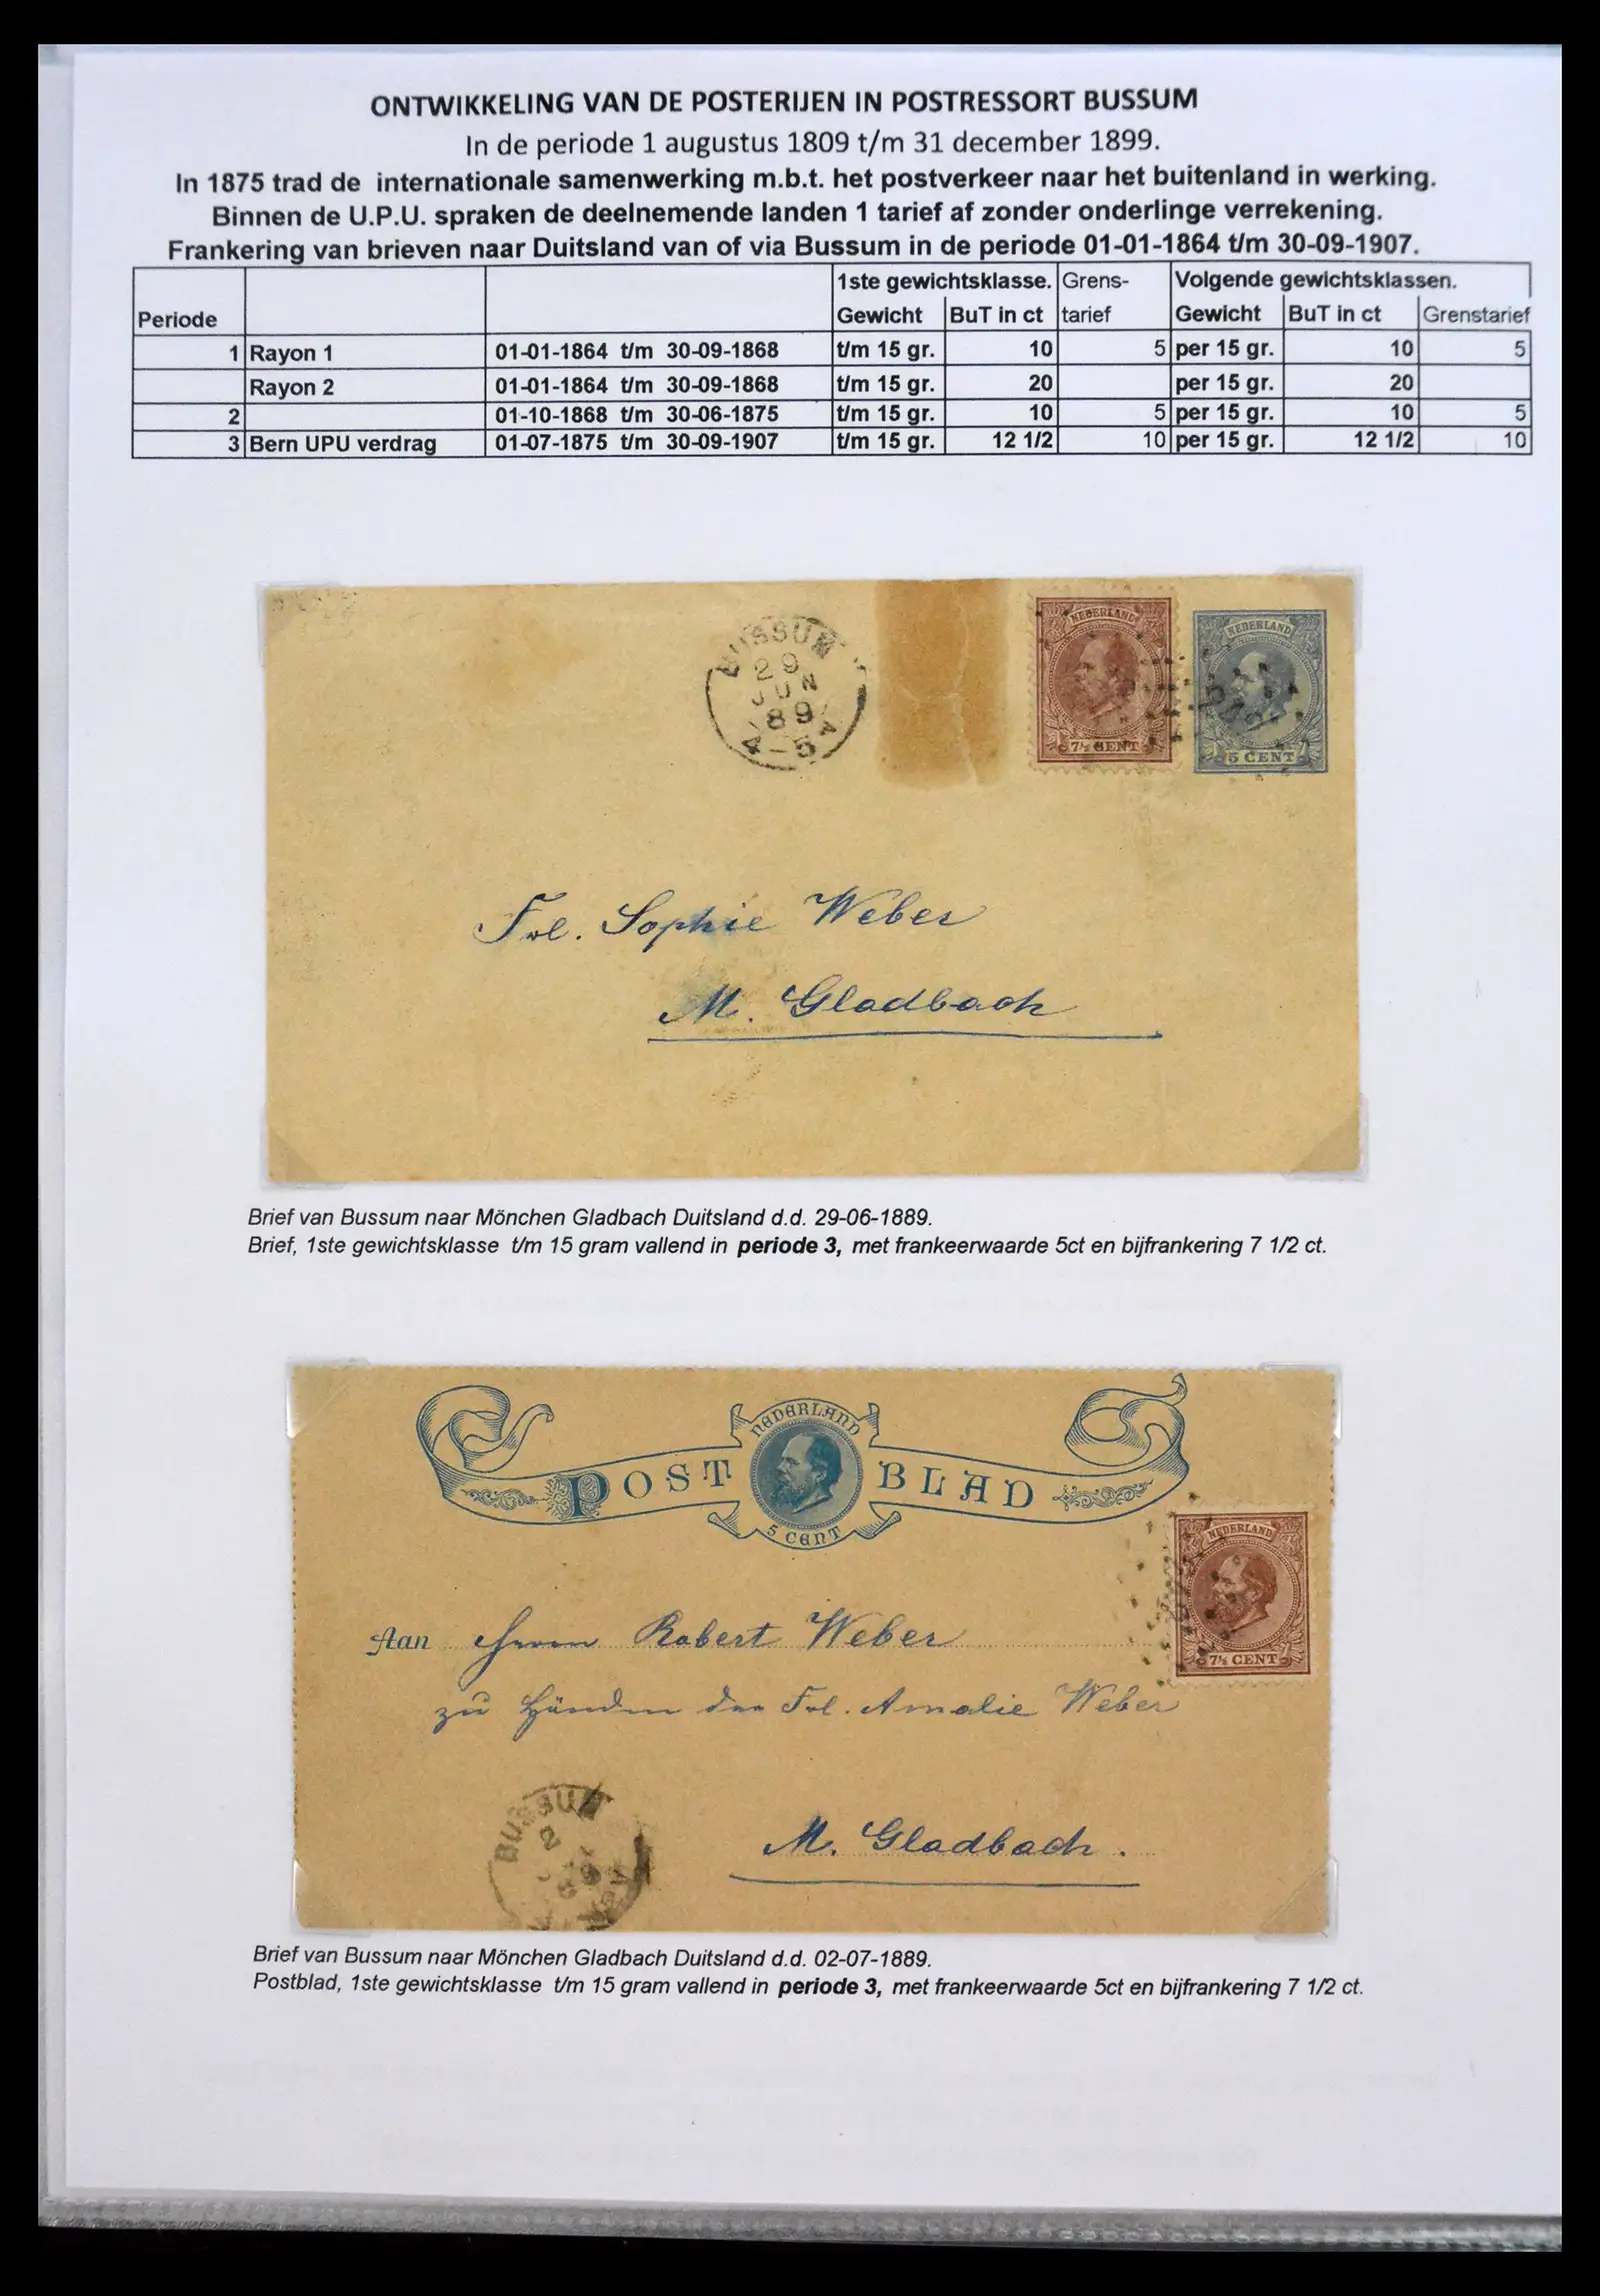 ONTWIKKELING VAN DE POSTERIJEN IN POSTRESSORT BUSSUM
In de periode 1 augustus 1809 t/m 31 december 1899.
In 1875 trad de internationale samenwerking m.b.t. het postverkeer naar het buitenland in werking.
Binnen de U.P.U. spraken de deelnemende landen 1 tarief af zonder onderlinge verrekening.
Frankering van brieven naar Duitsland van of via Bussum in de periode 01-01-1864 t/m 30-09-1907.
1ste gewichtsklasse. Grens- Volgende gewichtsklassen.
Periode Gewicht BuT in ct tarief Gewicht BuT in ct Grenstarief
1 Rayon 1 01-01-1864 t/m 30-09-1868 t/m 15 gr. 10 5 per 15 gr. 10 5
Rayon 2 01-01-1864 t/m 30-09-1868 t/m 15 gr. 20 per 15 gr. 20
2 01-10-1868 t/m 30-06-1875 t/m 15 gr. 10 5 per 15 gr. 10 5
3 Bern UPU verdrag 01-07-1875 t/m 30-09-1907 t/m 15 gr. 12 1/2 10 per 15 gr. 12 1/2 10
NEDERLAND
7½ CENT
NEDERLAND
5 CENT
BUSSUM
29
JUN
89
4-5
Frl. Sophie Weber
M. Gladbach
Brief van Bussum naar Mönchen Gladbach Duitsland d.d. 29-06-1889.
Brief, 1ste gewichtsklasse t/m 15 gram vallend in periode 3, met frankeerwaarde 5ct en bijfrankering 7 1/2 ct.
NEDERLAND
POST BLAD
5 CENT
NEDERLAND
7½ CENT
Aan Herrn Robert Weber
zu Händen der Frl. Amalie Weber
BUSSUM
2
M. Gladbach.
Brief van Bussum naar Mönchen Gladbach Duitsland d.d. 02-07-1889.
Postblad, 1ste gewichtsklasse t/m 15 gram vallend in periode 3, met frankeerwaarde 5ct en bijfrankering 7 1/2 ct.